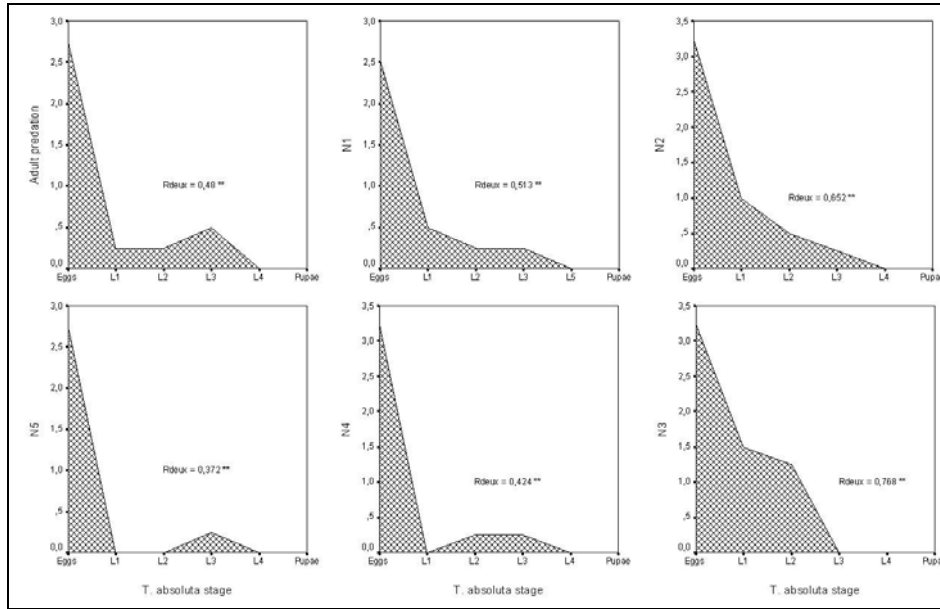 3,0
2,5
2,0
1,5
1,0
,5
0,0
Adult predation
Rdeux = 0,48 **
Eggs L1 L2 L3 L4 Pupae
3,0
2,5
2,0
1,5
1,0
,5
0,0
N1
Rdeux = 0,513 **
Eggs L1 L2 L3 L5 Pupae
3,5
3,0
2,5
2,0
1,5
1,0
,5
0,0
N2
Rdeux = 0,652 **
Eggs L1 L2 L3 L4 Pupae
3,0
2,5
2,0
1,5
1,0
,5
0,0
N5
Rdeux = 0,372 **
Eggs L1 L2 L3 L4 Pupae
T. absoluta stage
3,5
3,0
2,5
2,0
1,5
1,0
,5
0,0
N4
Rdeux = 0,424 **
Eggs L1 L2 L3 L4 Pupae
T. absoluta stage
3,5
3,0
2,5
2,0
1,5
1,0
,5
0,0
N3
Rdeux = 0,768 **
Eggs L1 L2 L3 L4 Pupae
T. absoluta stage